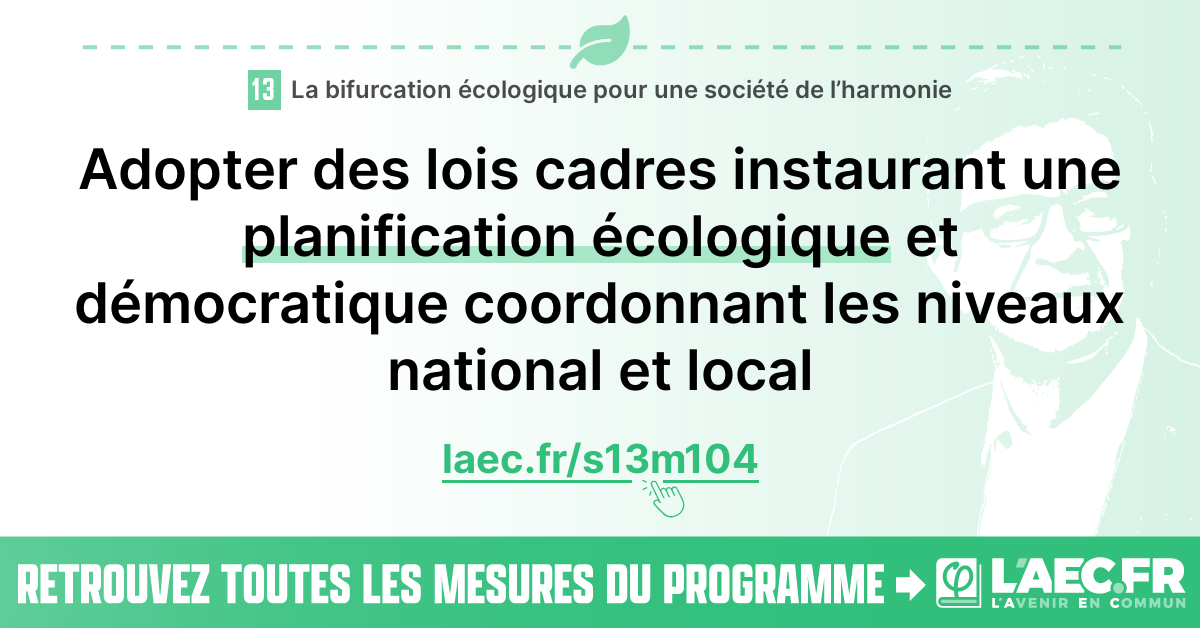 13 La bifurcation écologique pour une société de l’harmonie
Adopter des lois cadres instaurant une
planification écologique et
démocratique coordonnant les niveaux
national et local
laec.fr/s13m104
RETROUVEZ TOUTES LES MESURES DU PROGRAMME
φ L'AEC.FR
L'AVENIR EN COMMUN